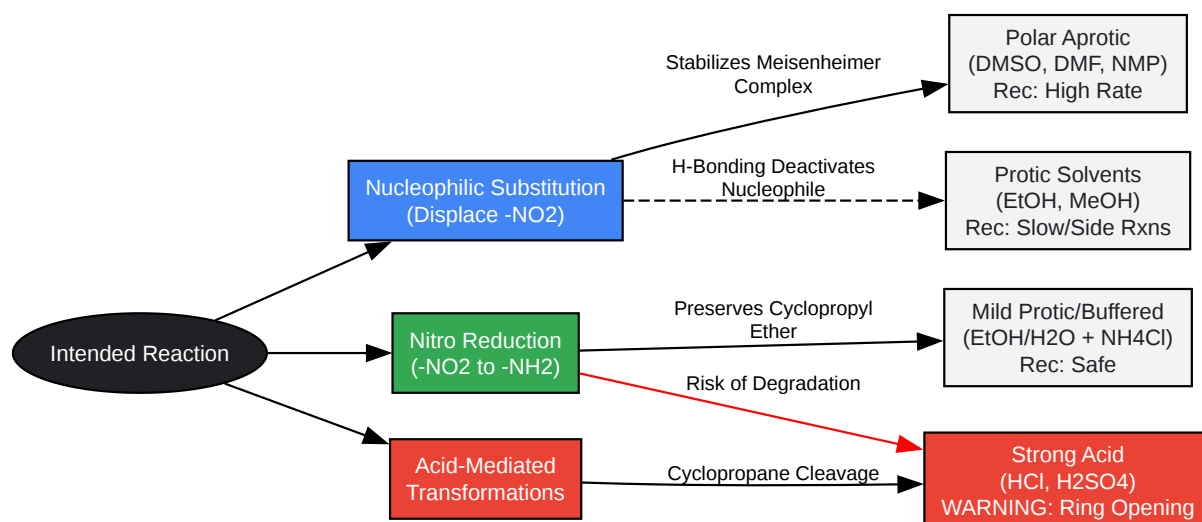 Intended Reaction
Nucleophilic Substitution
(Displace -NO2)
Nitro Reduction
(-NO2 to -NH2)
Acid-Mediated
Transformations
Stabilizes Meisenheimer
Complex
H-Bonding Deactivates
Nucleophile
Preserves Cyclopropyl
Ether
Risk of Degradation
Cyclopropane Cleavage
Polar Aprotic
(DMSO, DMF, NMP)
Rec: High Rate
Protic Solvents
(EtOH, MeOH)
Rec: Slow/Side Rxns
Mild Protic/Buffered
(EtOH/H2O + NH4Cl)
Rec: Safe
Strong Acid
(HCl, H2SO4)
WARNING: Ring Opening